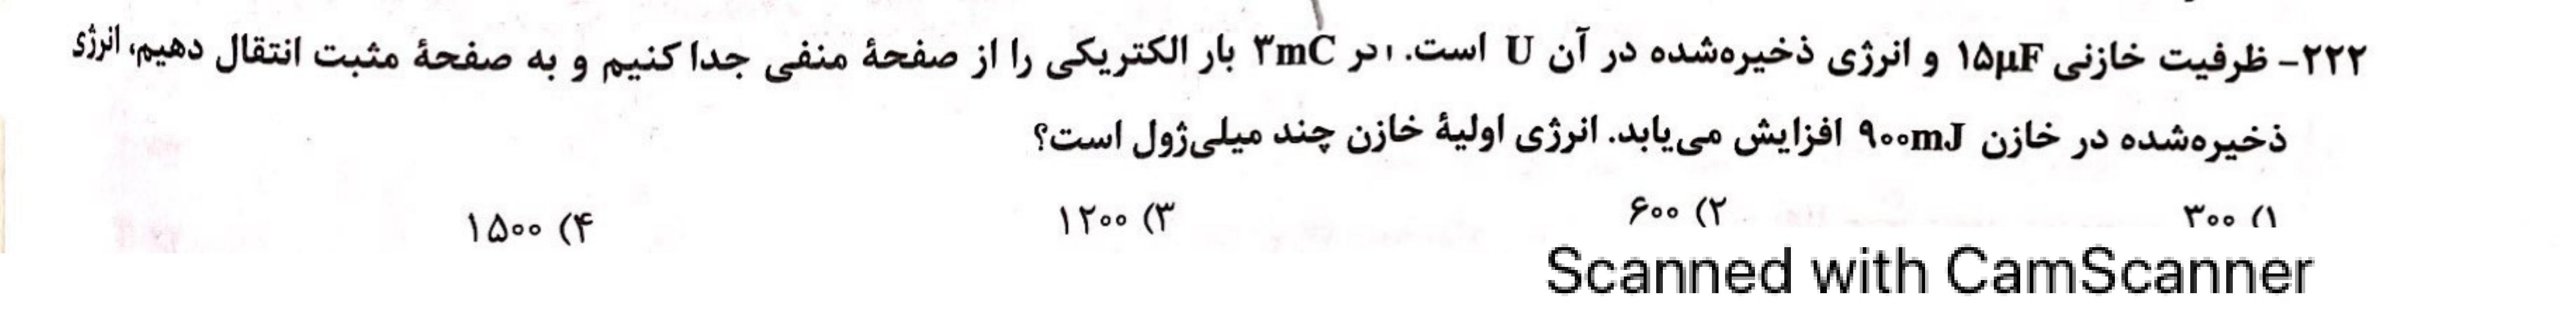 ۲۲۲- ظرفیت خازنی ۱۵µF و انرژی ذخیره‌شده در آن U است. اگر ۳mC بار الکتریکی را از صفحهٔ منفی جدا کنیم و به صفحهٔ مثبت انتقال دهیم، انرژی
ذخیره‌شده در خازن ۹۰۰mJ افزایش می‌یابد. انرژی اولیهٔ خازن چند میلی‌ژول است؟
۱) ۳۰۰ ۲) ۶۰۰ ۳) ۱۲۰۰ ۴) ۱۵۰۰
Scanned with CamScanner